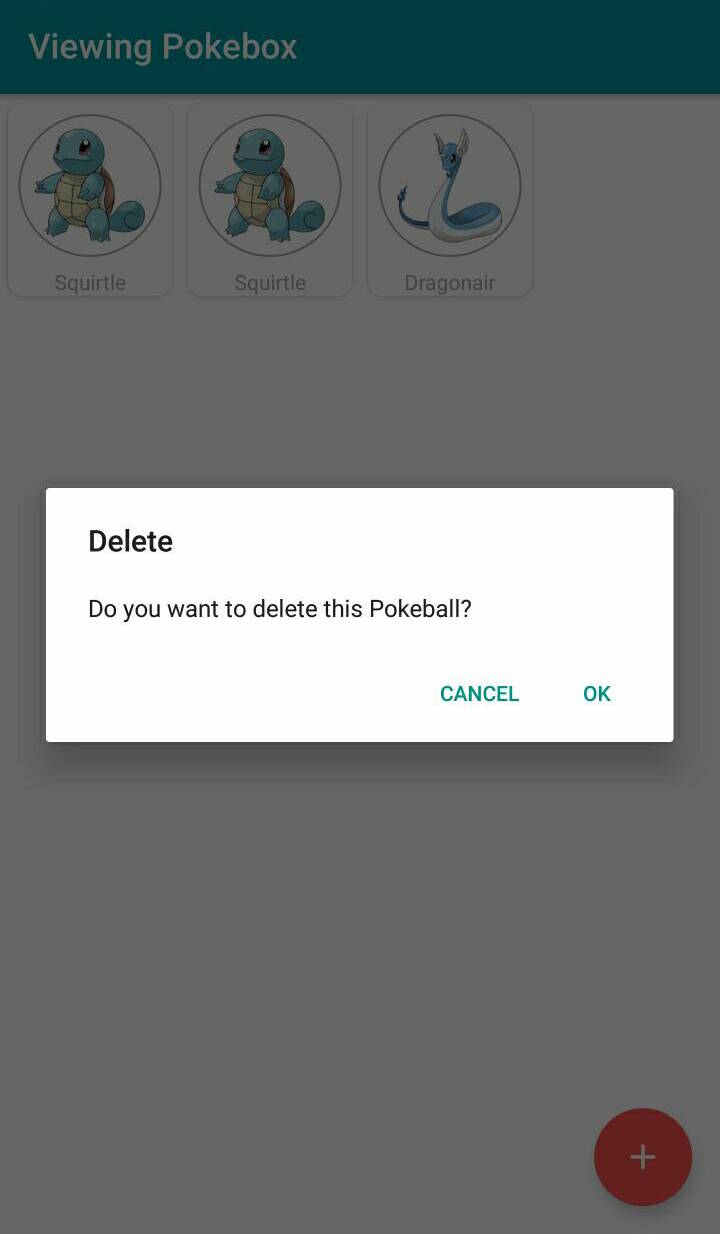 Viewing Pokebox
Squirtle Squirtle Dragonair
Delete
Do you want to delete this Pokeball?
CANCEL OK
+